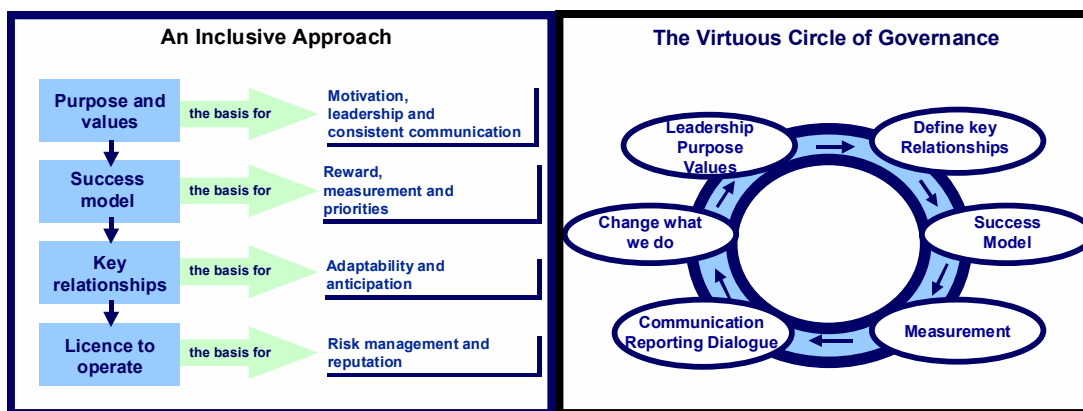 An Inclusive Approach
Purpose and
values
the basis for
Motivation,
leadership and
consistent communication
Success
model
the basis for
Reward,
measurement and
priorities
Key
relationships
the basis for
Adaptability and
anticipation
Licence to
operate
the basis for
Risk management and
reputation
The Virtuous Circle of Governance
Leadership
Purpose
Values
Define key
Relationships
Success
Model
Measurement
Communication
Reporting Dialogue
Change what
we do